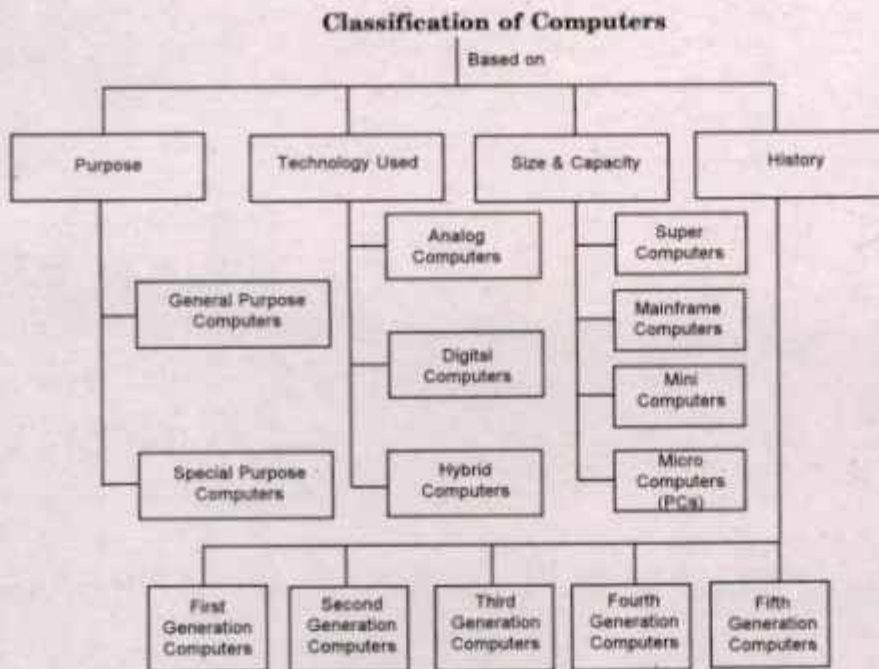 Classification of Computers
Based on
Purpose
Technology Used
Size & Capacity
History
Analog
Computers
Super
Computers
General Purpose
Computers
Mainframe
Computers
Digital
Computers
Mini
Computers
Special Purpose
Computers
Hybrid
Computers
Micro
Computers
(PCs)
First
Generation
Computers
Second
Generation
Computers
Third
Generation
Computers
Fourth
Generation
Computers
Fifth
Generation
Computers